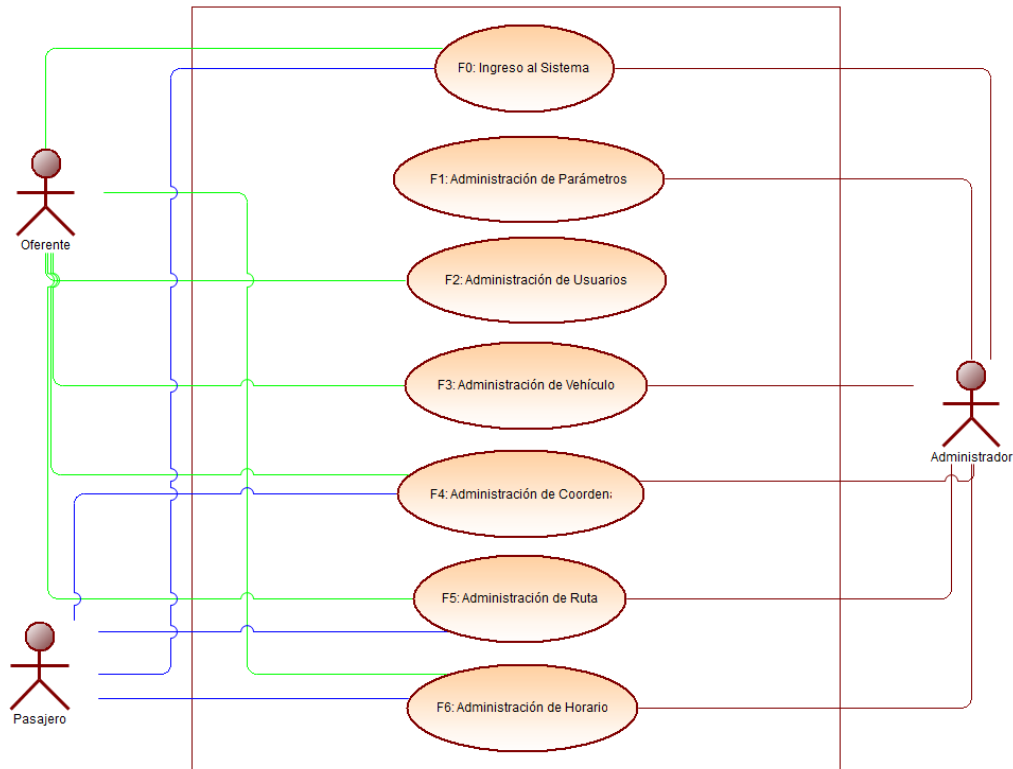 F0: Ingreso al Sistema
F1: Administración de Parámetros
Oferente
F2: Administración de Usuarios
F3: Administración de Vehículo
Administrador
F4: Administración de Coorden
F5: Administración de Ruta
F6: Administración de Horario
Pasajero